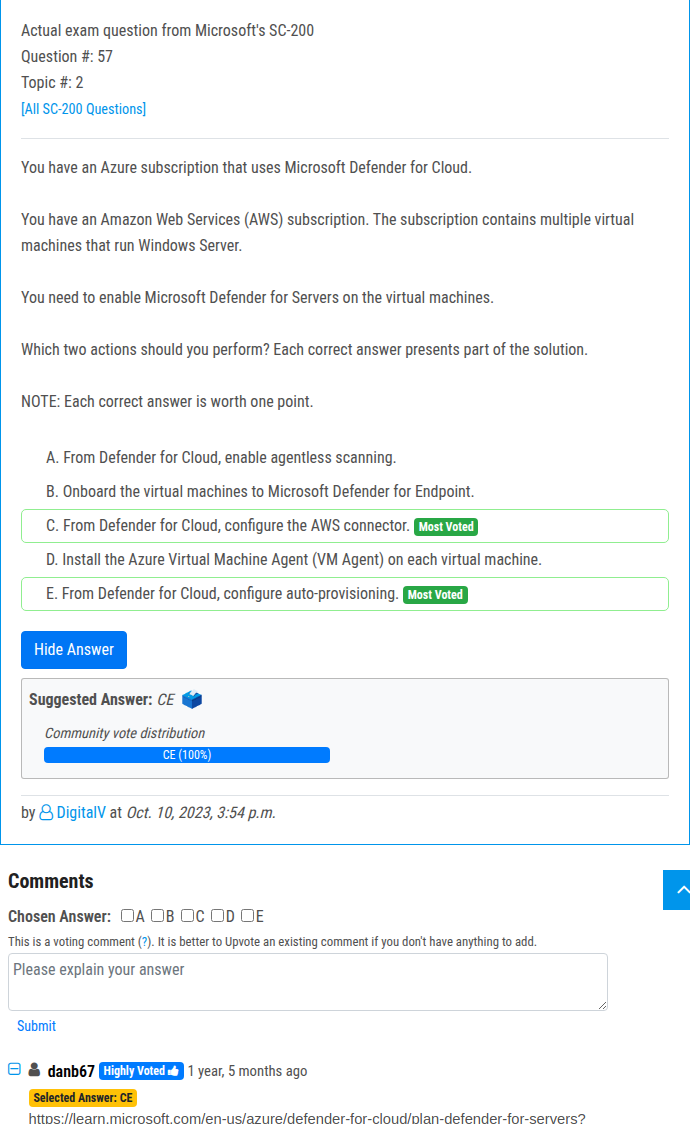 Actual exam question from Microsoft's SC-200
Question #: 57
Topic #: 2
[All SC-200 Questions]
You have an Azure subscription that uses Microsoft Defender for Cloud.
You have an Amazon Web Services (AWS) subscription. The subscription contains multiple virtual
machines that run Windows Server.
You need to enable Microsoft Defender for Servers on the virtual machines.
Which two actions should you perform? Each correct answer presents part of the solution.
NOTE: Each correct answer is worth one point.
A. From Defender for Cloud, enable agentless scanning.
B. Onboard the virtual machines to Microsoft Defender for Endpoint.
C. From Defender for Cloud, configure the AWS connector. Most Voted
D. Install the Azure Virtual Machine Agent (VM Agent) on each virtual machine.
E. From Defender for Cloud, configure auto-provisioning. Most Voted
Hide Answer
Suggested Answer: CE
Community vote distribution
CE (100%)
by DigitalV at Oct. 10, 2023, 3:54 p.m.
Comments
Chosen Answer: A B C D E
This is a voting comment (?). It is better to Upvote an existing comment if you don't have anything to add.
Please explain your answer
Submit
danb67 Highly Voted 1 year, 5 months ago
Selected Answer: CE
https://learn.microsoft.com/en-us/azure/defender-for-cloud/plan-defender-for-servers?